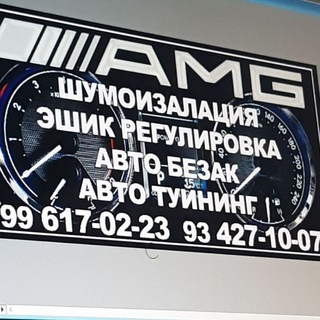 AMG
ШУМОИЗАЛАЦИЯ
ЭШИК РЕГУЛИРОВКА
АВТО БЕЗАК
АВТО ТУЙНИНГ
99 617-02-23 93 427-10-07